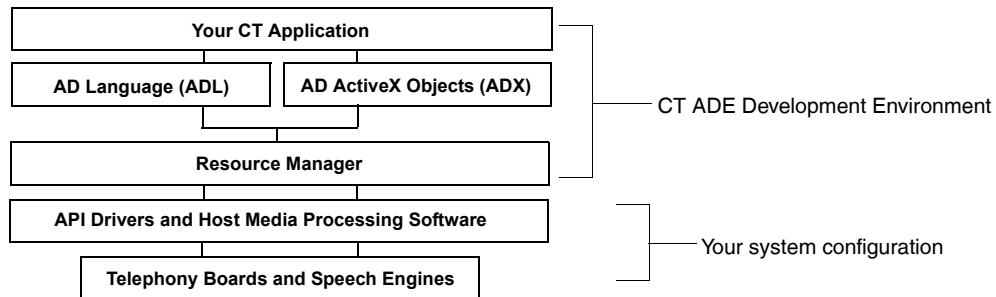 Your CT Application
AD Language (ADL)
AD ActiveX Objects (ADX)
CT ADE Development Environment
Resource Manager
API Drivers and Host Media Processing Software
Your system configuration
Telephony Boards and Speech Engines